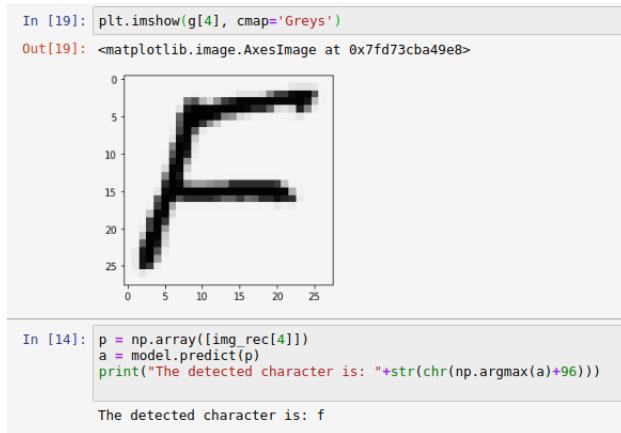 In [19]: plt.imshow(g[4], cmap='Greys')
Out[19]: <matplotlib.image.AxesImage at 0x7fd73cba49e8>
0
5
10
15
20
25
0 5 10 15 20 25
F
In [14]: p = np.array([img_rec[4]])
a = model.predict(p)
print("The detected character is: "+str(chr(np.argmax(a)+96)))
The detected character is: f